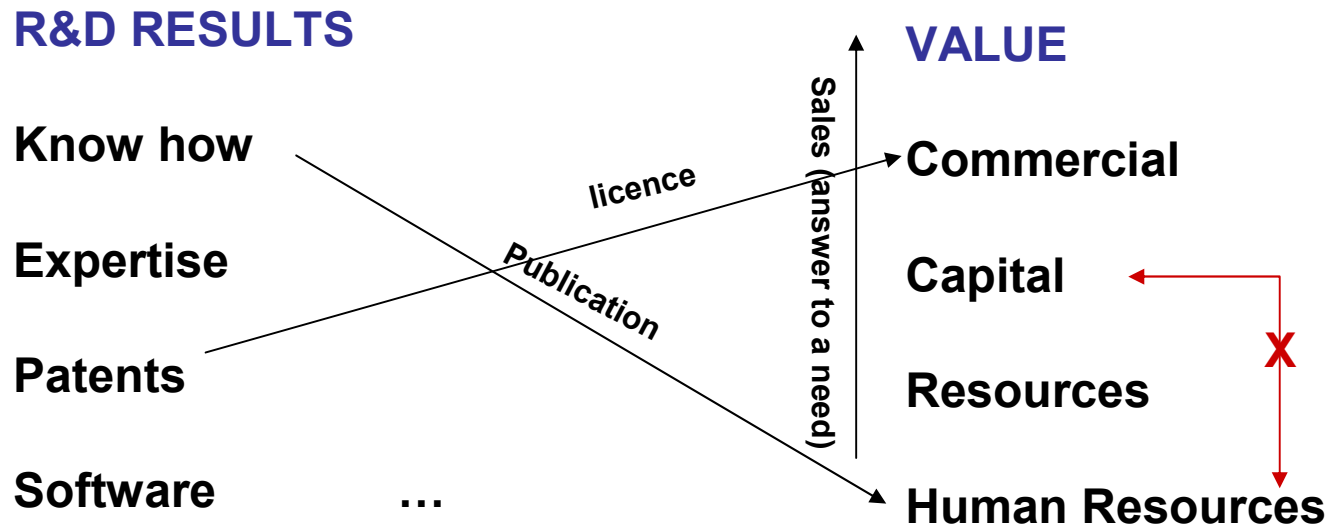 R&D RESULTS
Know how
Expertise
Patents
Software ...
licence
Publication
Sales (answer to a need)
VALUE
Commercial
Capital
X
Resources
Human Resources